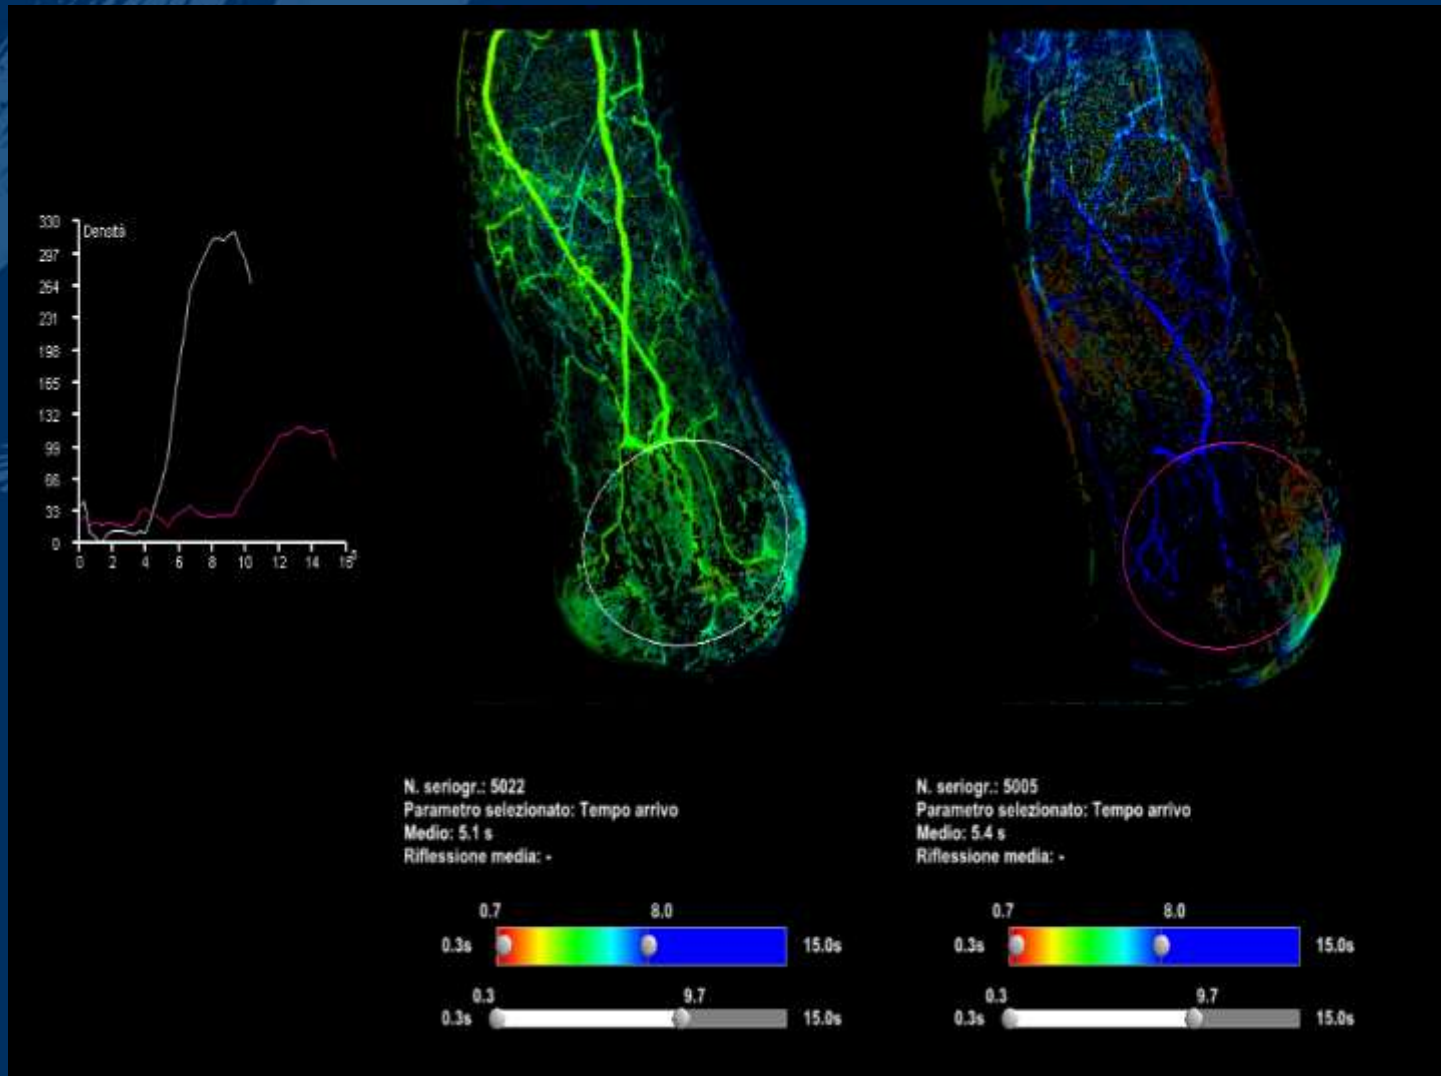 Densità
330
297
264
231
198
165
132
99
66
33
0
0 2 4 6 8 10 12 14 16 s
N. seriogr.: 5022
Parametro selezionato: Tempo arrivo
Medio: 5.1 s
Riflessione media: -
0.7 8.0
0.3s 15.0s
0.3 9.7
0.3s 15.0s
N. seriogr.: 5005
Parametro selezionato: Tempo arrivo
Medio: 5.4 s
Riflessione media: -
0.7 8.0
0.3s 15.0s
0.3 9.7
0.3s 15.0s